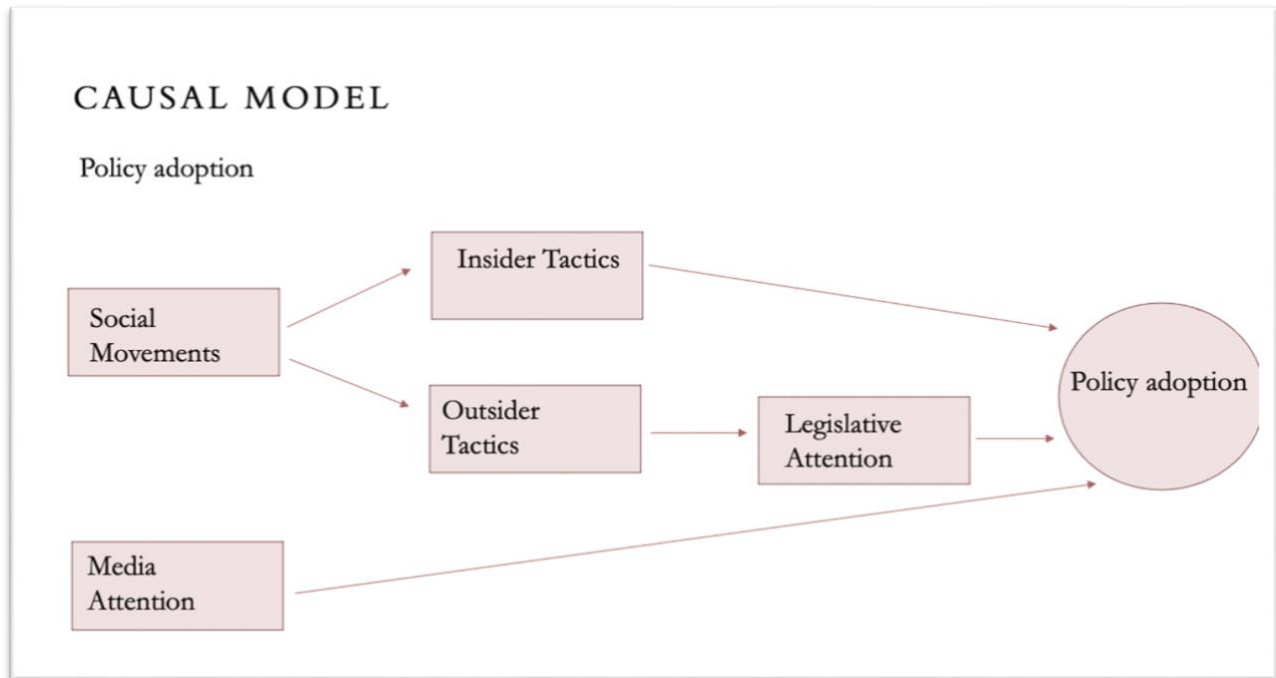 CAUSAL MODEL
Policy adoption
Insider Tactics
Social
Movements
Policy adoption
Outsider
Tactics
Legislative
Attention
Media
Attention